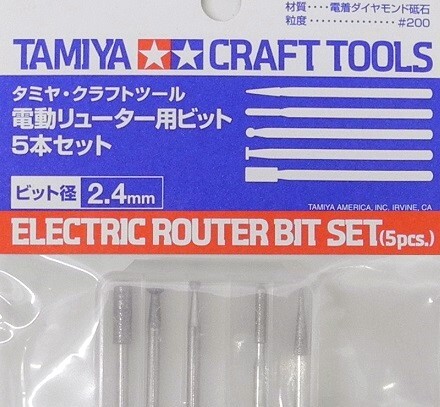 材質････電着ダイヤモンド砥石
粒度･･････････････#200
TAMIYA CRAFT TOOLS
タミヤ・クラフトツール
電動リューター用ビット
5本セット
ビット径 2.4mm
TAMIYA AMERICA, INC. IRVINE, CA
ELECTRIC ROUTER BIT SET(5pcs.)